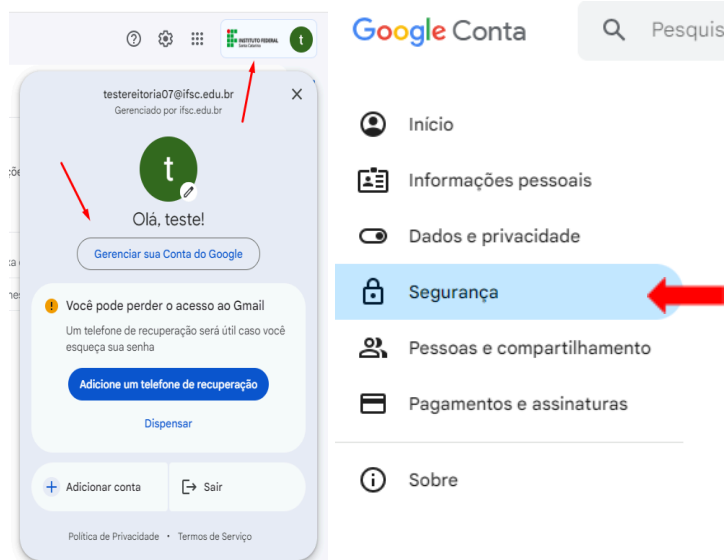 INSTITUTO FEDERAL
Santa Catarina
t
testereitoria07@ifsc.edu.br
Gerenciado por ifsc.edu.br
t
Olá, teste!
Gerenciar sua Conta do Google
Você pode perder o acesso ao Gmail
Um telefone de recuperação será útil caso você
esqueça sua senha
Adicione um telefone de recuperação
Dispensar
Adicionar conta
Sair
Política de Privacidade • Termos de Serviço
Google Conta
Pesquis
Início
Informações pessoais
Dados e privacidade
Segurança
Pessoas e compartilhamento
Pagamentos e assinaturas
Sobre